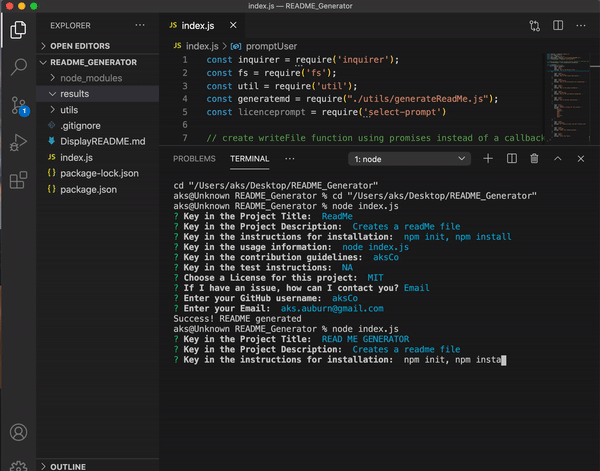 index.js — README_Generator
EXPLORER
OPEN EDITORS
README_GENERATOR
node_modules
results
utils
.gitignore
DisplayREADME.md
JS index.js
{} package-lock.json
{} package.json
OUTLINE
1
JS index.js
JS index.js > promptUser
1 const inquirer = require('inquirer');
2 const fs = require('fs');
3 const util = require('util');
4 const generatemd = require("./utils/generateReadMe.js");
5 const licenceprompt = require('select-prompt')
6
7 // create writeFile function using promises instead of a callback
PROBLEMS TERMINAL ··· 1: node
cd "/Users/aks/Desktop/README_Generator"
aks@Unknown README_Generator % cd "/Users/aks/Desktop/README_Generator"
aks@Unknown README_Generator % node index.js
? Key in the Project Title: ReadMe
? Key in the Project Description: Creates a readMe file
? Key in the instructions for installation: npm init, npm install
? Key in the usage information: node index.js
? Key in the contribution guidelines: aksCo
? Key in the test instructions: NA
? Choose a License for this project: MIT
? If I have an issue, how can I contact you? Email
? Enter your GitHub username: aksCo
? Enter your Email: aks.auburn@gmail.com
Success! README generated
aks@Unknown README_Generator % node index.js
? Key in the Project Title: READ ME GENERATOR
? Key in the Project Description: Creates a readme file
? Key in the instructions for installation: npm init, npm insta